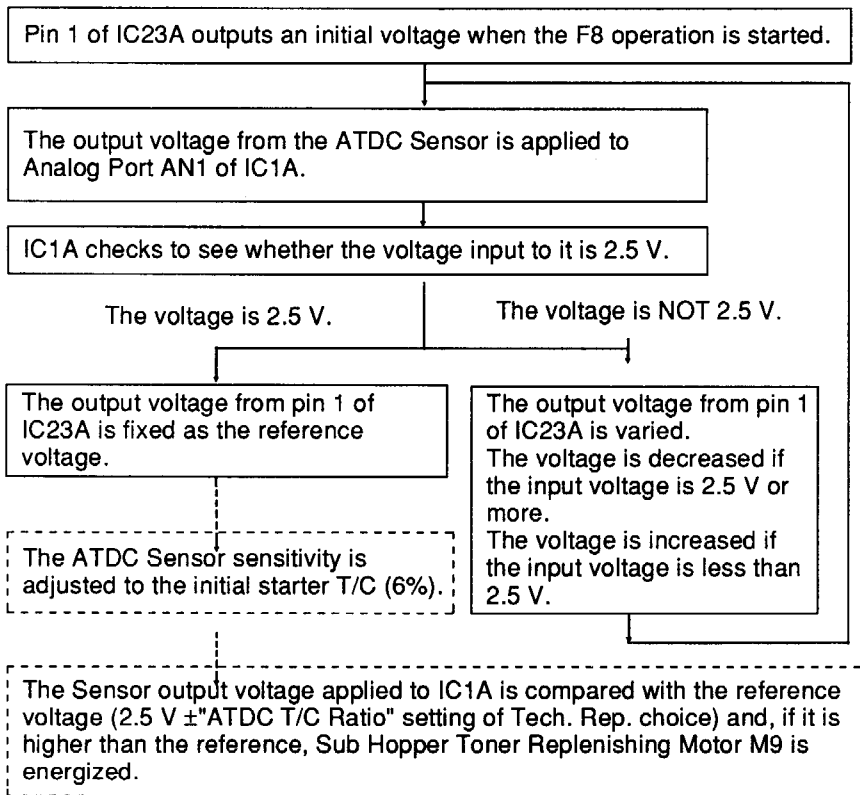 Pin 1 of IC23A outputs an initial voltage when the F8 operation is started.
The output voltage from the ATDC Sensor is applied to
Analog Port AN1 of IC1A.
IC1A checks to see whether the voltage input to it is 2.5 V.
The voltage is 2.5 V.
The voltage is NOT 2.5 V.
The output voltage from pin 1 of
IC23A is fixed as the reference
voltage.
The output voltage from pin 1
of IC23A is varied.
The voltage is decreased if
the input voltage is 2.5 V or
more.
The voltage is increased if
the input voltage is less than
2.5 V.
The ATDC Sensor sensitivity is
adjusted to the initial starter T/C (6%).
The Sensor output voltage applied to IC1A is compared with the reference
voltage (2.5 V ±"ATDC T/C Ratio" setting of Tech. Rep. choice) and, if it is
higher than the reference, Sub Hopper Toner Replenishing Motor M9 is
energized.